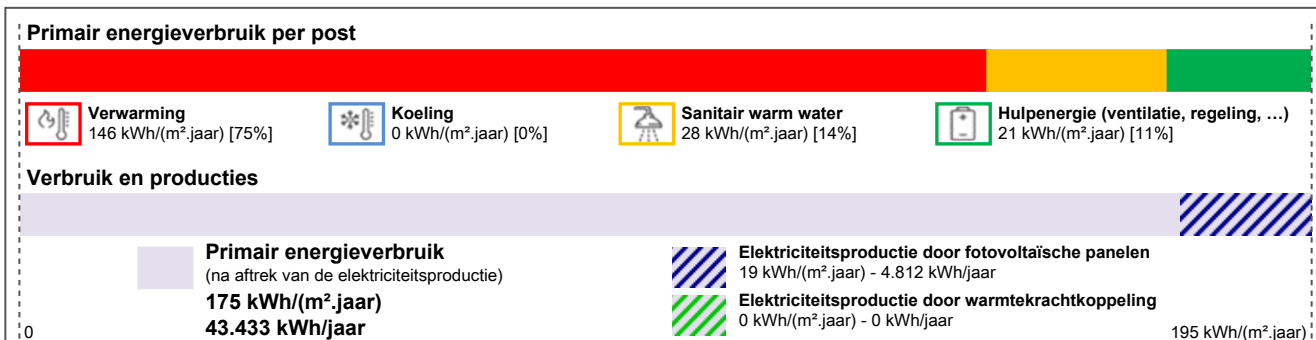 Primair energieverbruik per post
Verwarming
146 kWh/(m².jaar) [75%]
Koeling
0 kWh/(m².jaar) [0%]
Sanitair warm water
28 kWh/(m².jaar) [14%]
Hulpenergie (ventilatie, regeling, …)
21 kWh/(m².jaar) [11%]
Verbruik en producties
Primair energieverbruik
(na aftrek van de elektriciteitsproductie)
175 kWh/(m².jaar)
43.433 kWh/jaar
Elektriciteitsproductie door fotovoltaïsche panelen
19 kWh/(m².jaar) - 4.812 kWh/jaar
Elektriciteitsproductie door warmtekrachtkoppeling
0 kWh/(m².jaar) - 0 kWh/jaar
0
195 kWh/(m².jaar)